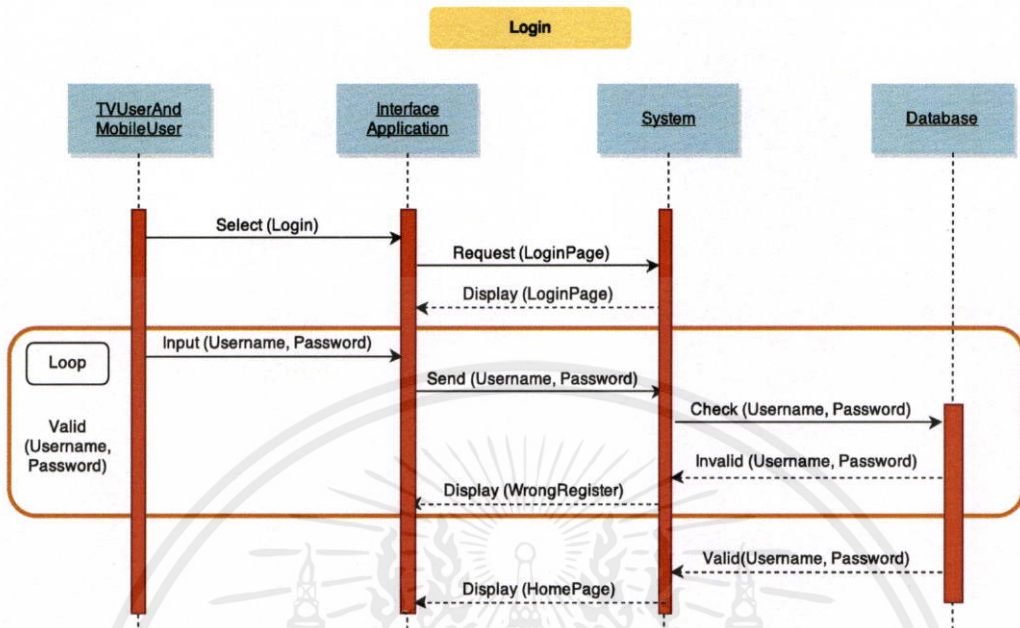 Login
TVUserAnd
MobileUser
Interface
Application
System
Database
Select (Login)
Request (LoginPage)
Display (LoginPage)
Input (Username, Password)
Loop
Send (Username, Password)
Check (Username, Password)
Valid
(Username,
Password)
Invalid (Username, Password)
Display (WrongRegister)
Valid(Username, Password)
Display (HomePage)